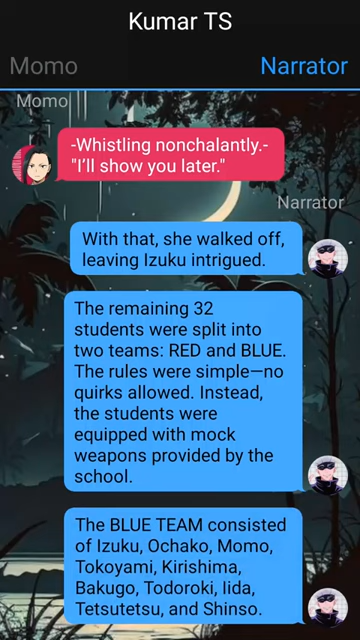 Kumar TS
Momo
Narrator
Momo
-Whistling nonchalantly.-
"I'll show you later."
Narrator
With that, she walked off,
leaving Izuku intrigued.
The remaining 32
students were split into
two teams: RED and BLUE.
The rules were simple—no
quirks allowed. Instead,
the students were
equipped with mock
weapons provided by the
school.
The BLUE TEAM consisted
of Izuku, Ochako, Momo,
Tokoyami, Kirishima,
Bakugo, Todoroki, Iida,
Tetsutetsu, and Shinso.